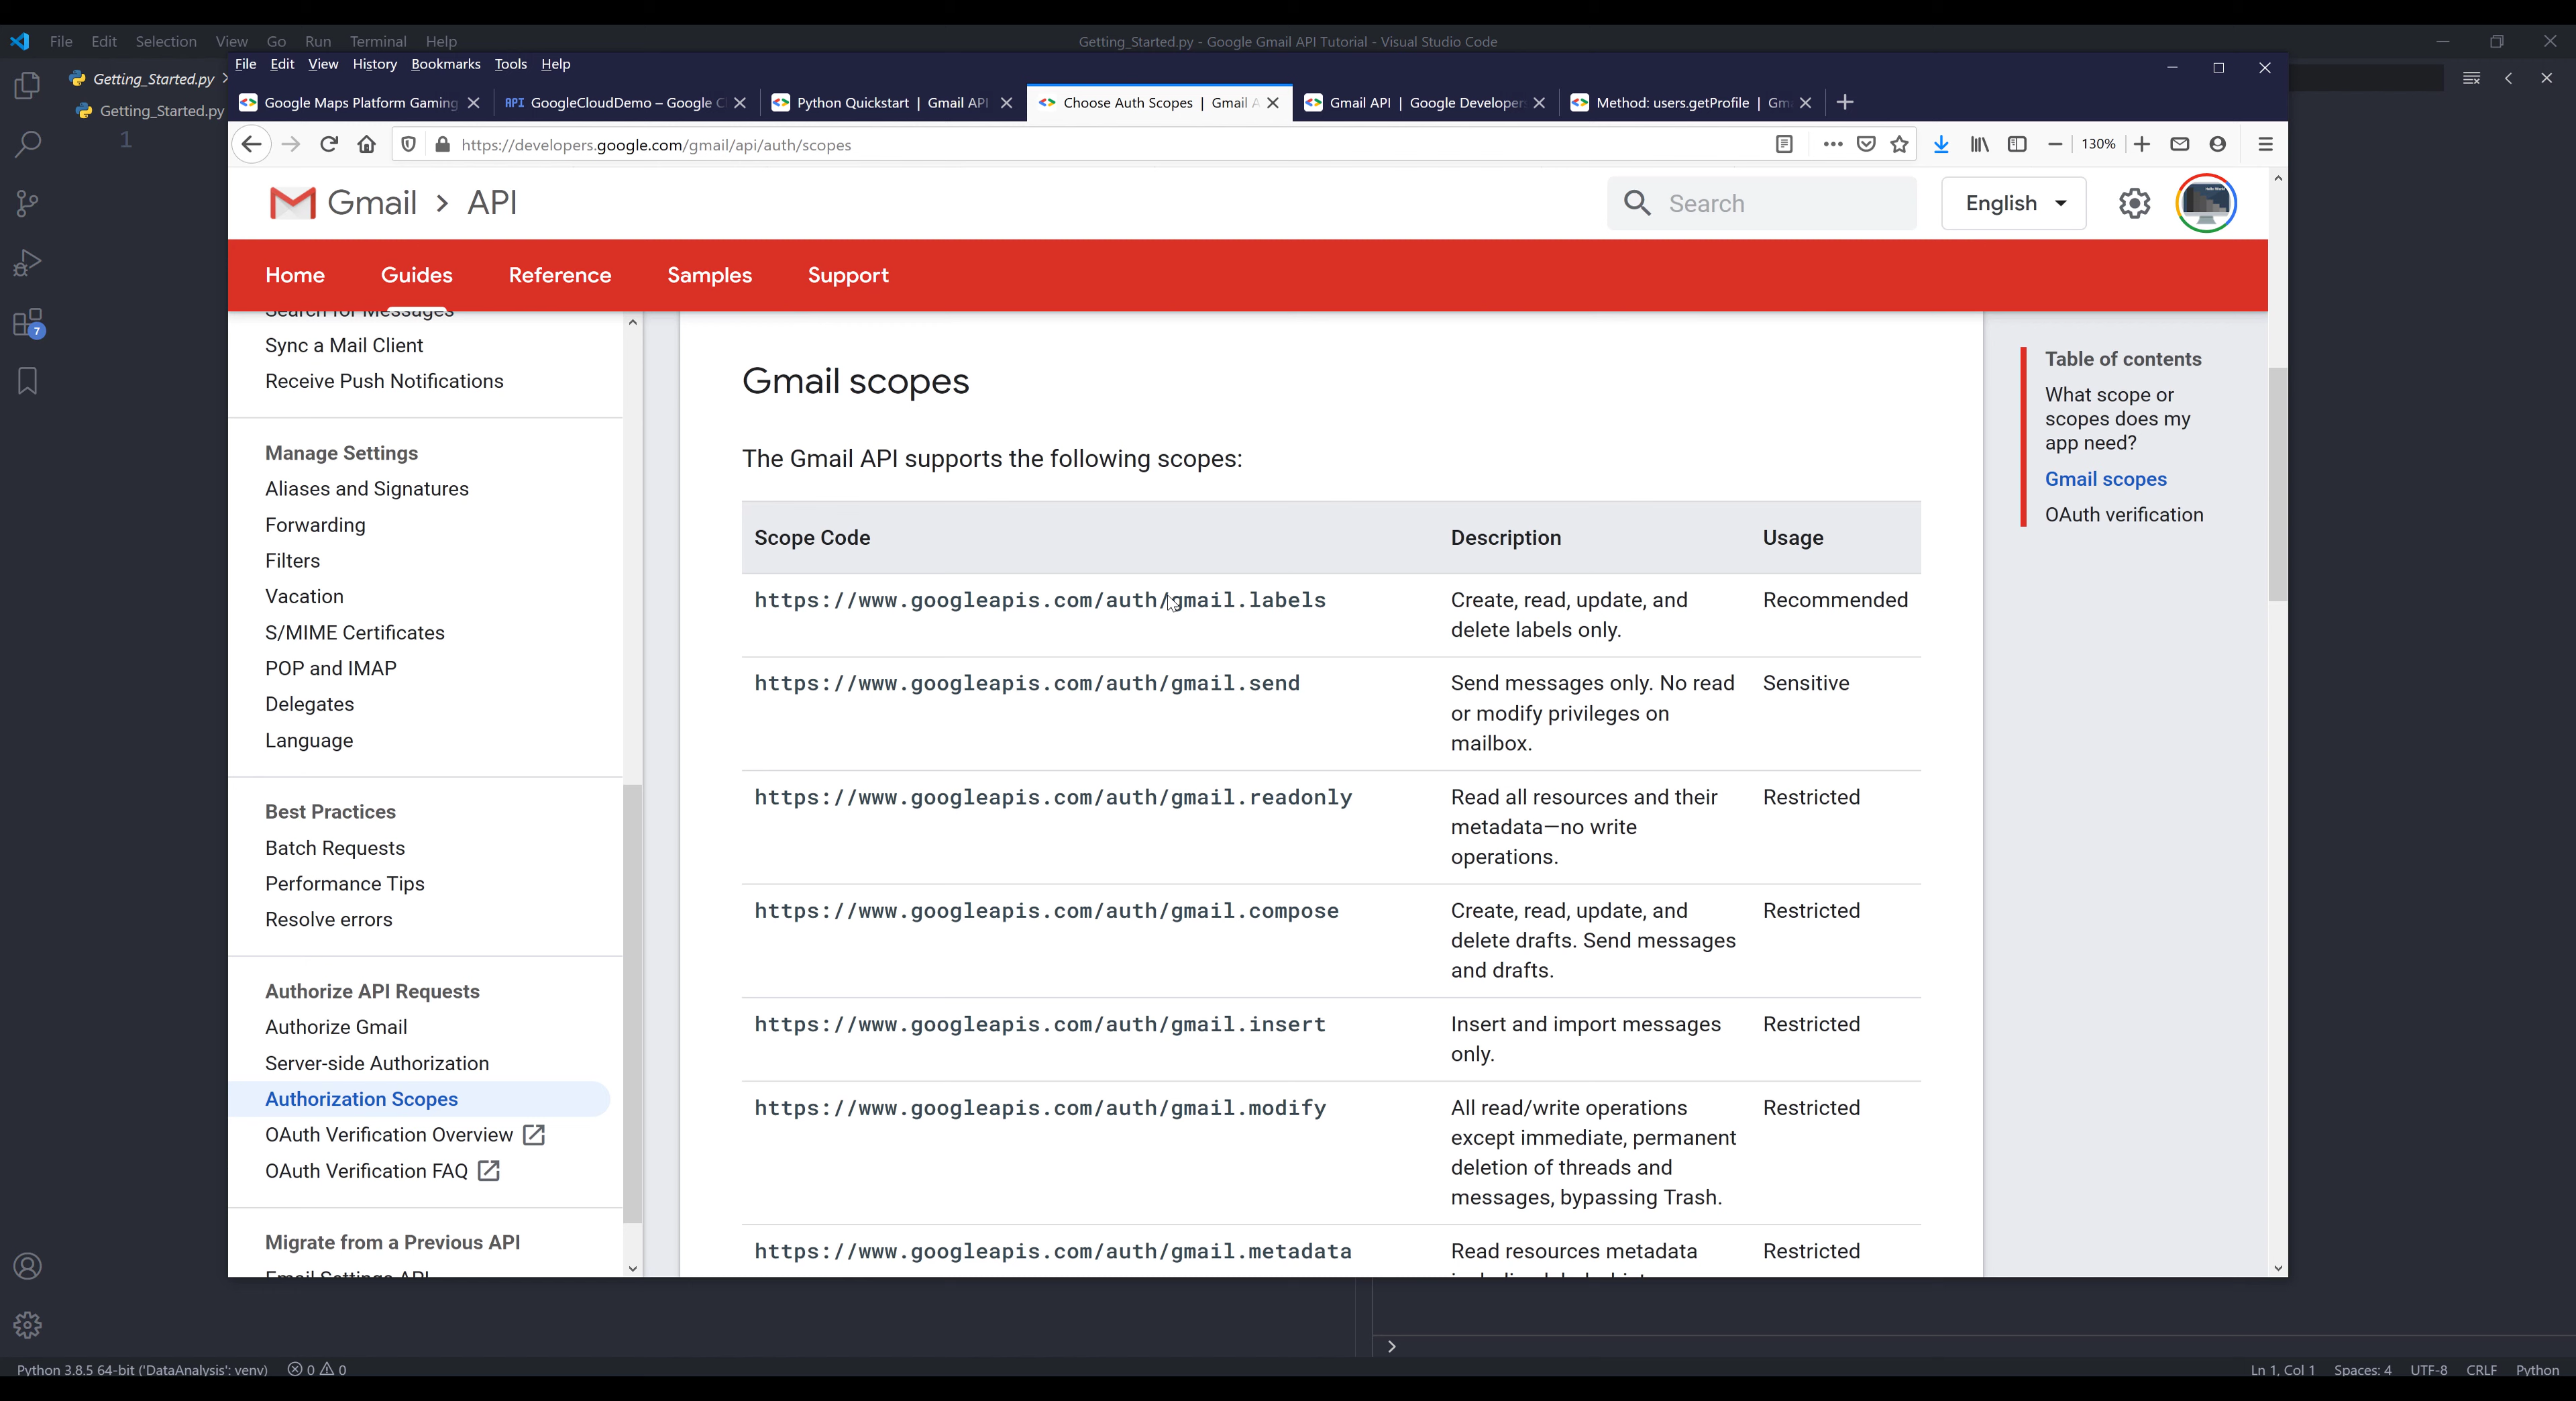 File Edit Selection View Go Run Terminal Help
Getting_Started.py - Google Gmail API Tutorial - Visual Studio Code
Getting_Started.py
Getting_Started.py
1
7
File Edit View History Bookmarks Tools Help
Google Maps Platform Gaming
API GoogleCloudDemo – Google C
Python Quickstart | Gmail API
Choose Auth Scopes | Gmail A
Gmail API | Google Developer
Method: users.getProfile | Gm
https://developers.google.com/gmail/api/auth/scopes
130%
Gmail > API
Search
English
Home Guides Reference Samples Support
Search for Messages
Sync a Mail Client
Receive Push Notifications
Manage Settings
Aliases and Signatures
Forwarding
Filters
Vacation
S/MIME Certificates
POP and IMAP
Delegates
Language
Best Practices
Batch Requests
Performance Tips
Resolve errors
Authorize API Requests
Authorize Gmail
Server-side Authorization
Authorization Scopes
OAuth Verification Overview
OAuth Verification FAQ
Migrate from a Previous API
Email Settings API
Gmail scopes
The Gmail API supports the following scopes:
Scope Code Description Usage
https://www.googleapis.com/auth/gmail.labels Create, read, update, and Recommended
delete labels only.
https://www.googleapis.com/auth/gmail.send Send messages only. No read Sensitive
or modify privileges on
mailbox.
https://www.googleapis.com/auth/gmail.readonly Read all resources and their Restricted
metadata—no write
operations.
https://www.googleapis.com/auth/gmail.compose Create, read, update, and Restricted
delete drafts. Send messages
and drafts.
https://www.googleapis.com/auth/gmail.insert Insert and import messages Restricted
only.
https://www.googleapis.com/auth/gmail.modify All read/write operations Restricted
except immediate, permanent
deletion of threads and
messages, bypassing Trash.
https://www.googleapis.com/auth/gmail.metadata Read resources metadata Restricted
Table of contents
What scope or
scopes does my
app need?
Gmail scopes
OAuth verification
Python 3.8.5 64-bit ('DataAnalysis': venv) 0 0
Ln 1, Col 1 Spaces: 4 UTF-8 CRLF Python